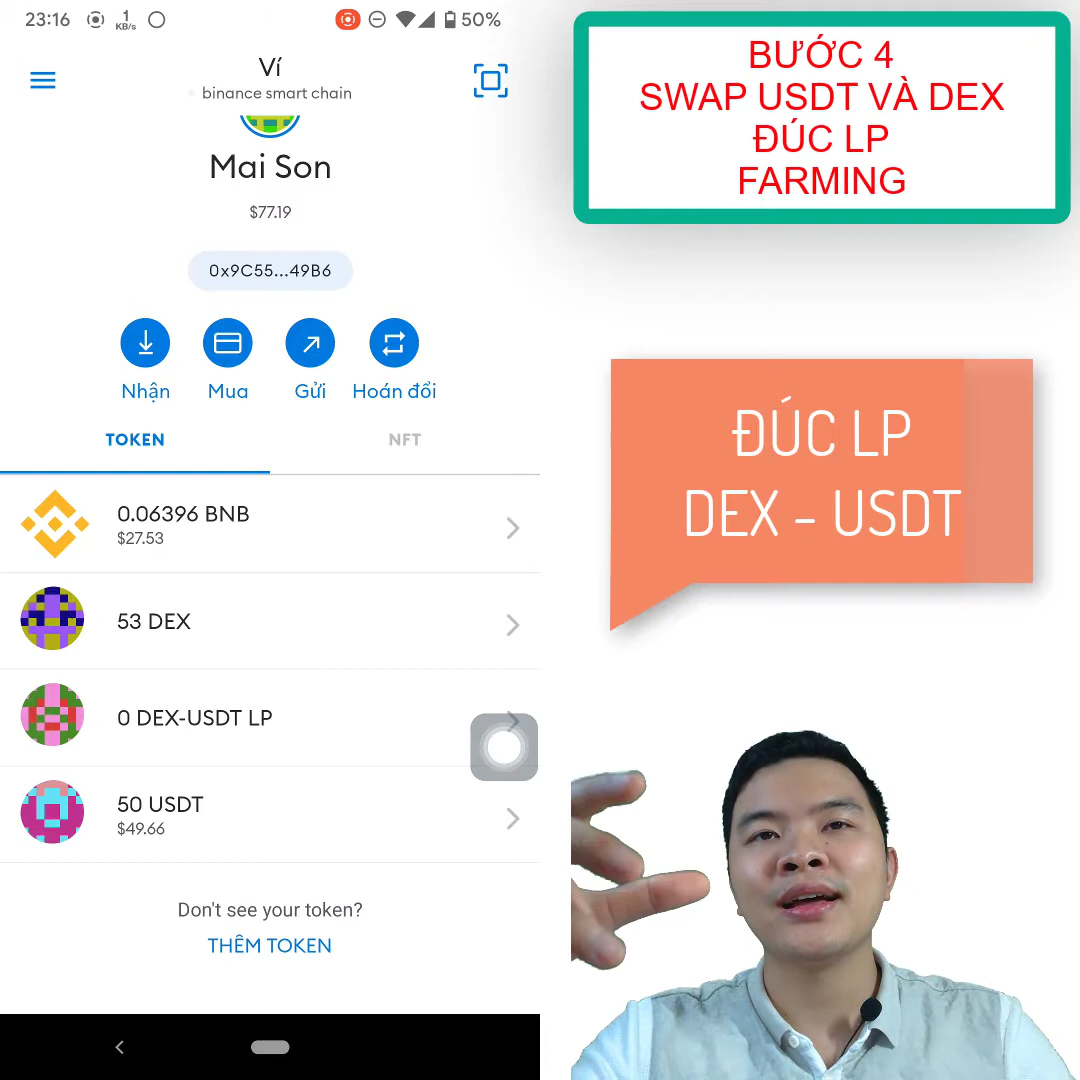 23:16
1
KB/s
50%
Ví
binance smart chain
Mai Son
$77.19
0x9C55...49B6
Nhận
Mua
Gửi
Hoán đổi
TOKEN
NFT
0.06396 BNB
$27.53
53 DEX
0 DEX-USDT LP
50 USDT
$49.66
Don't see your token?
THÊM TOKEN
BƯỚC 4
SWAP USDT VÀ DEX
ĐÚC LP
FARMING
ĐÚC LP
DEX – USDT